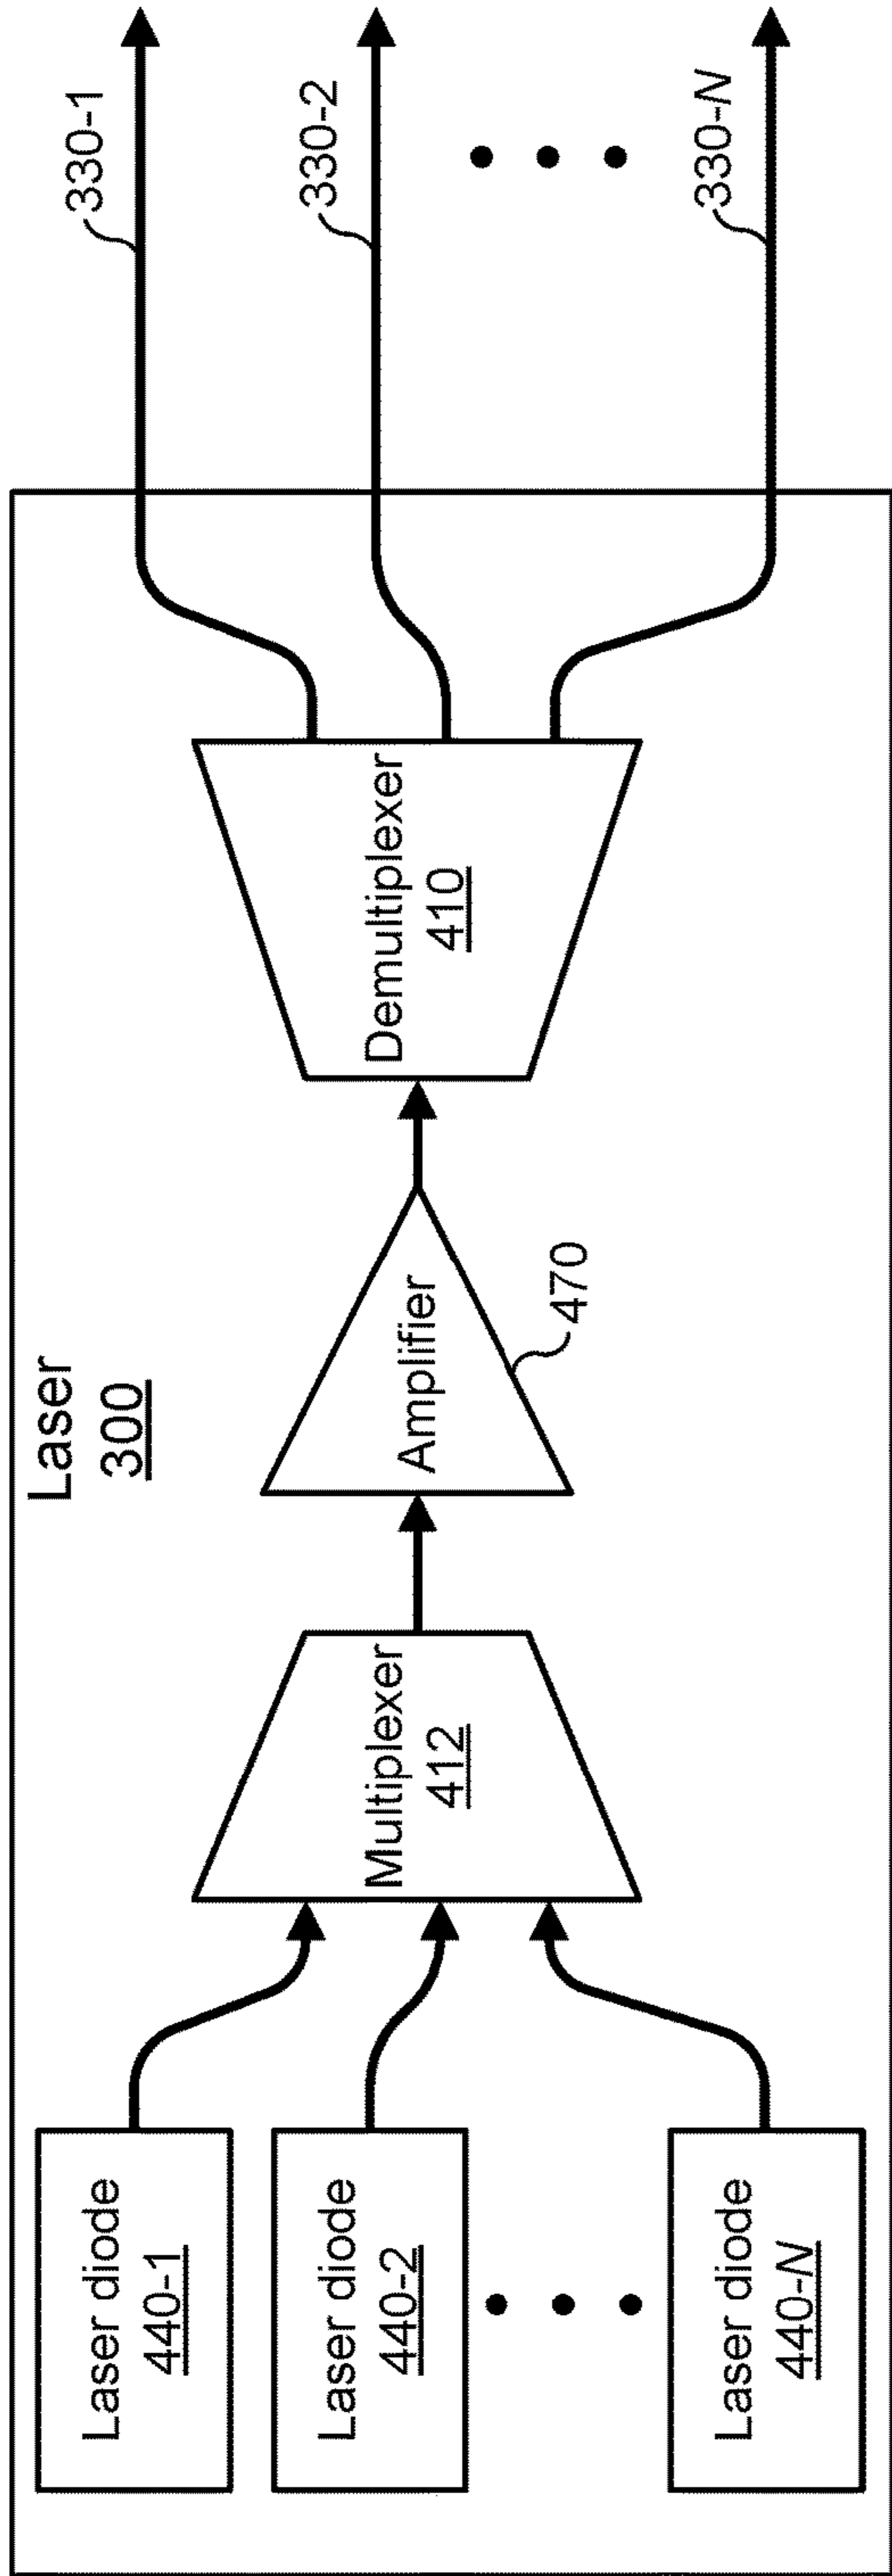 Laser
300
Laser diode
440-1
Laser diode
440-2
Laser diode
440-N
Multiplexer
412
Amplifier
470
Demultiplexer
410
330-1
330-2
330-N